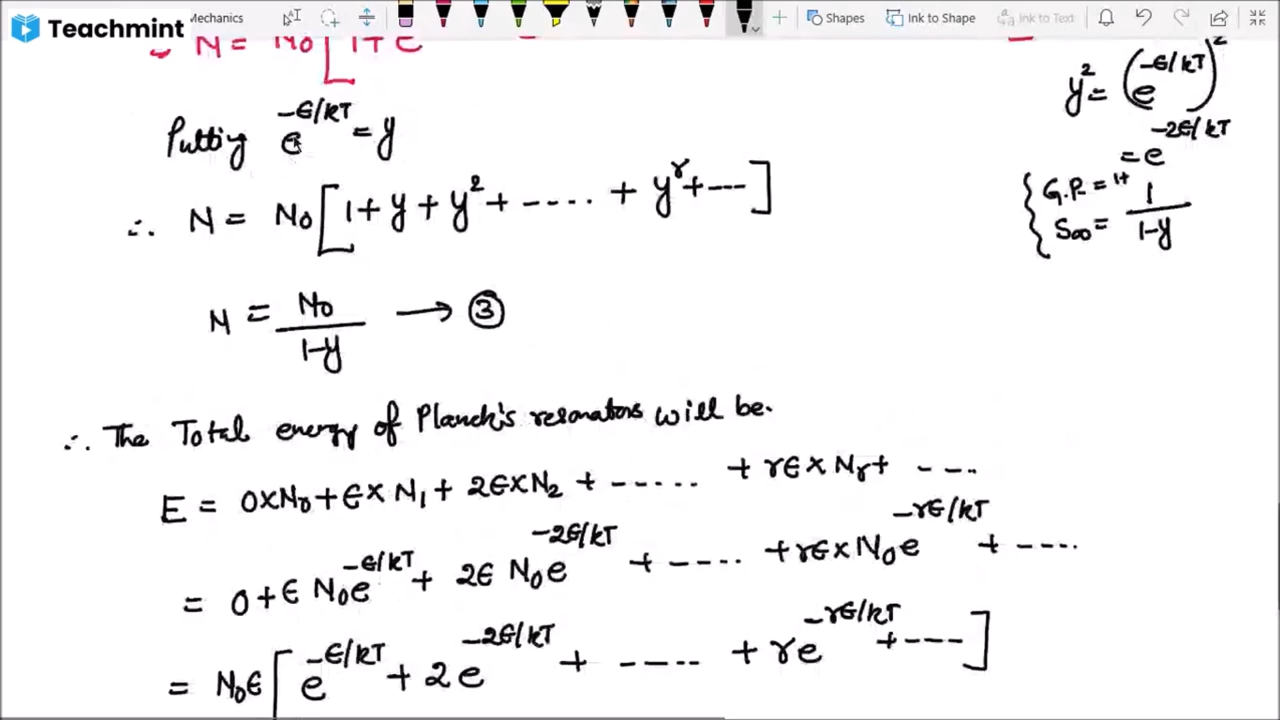 Mechanics
Shapes
Ink to Shape
Ink to Text
Teachmint
N = N₀[1+e
y² = (e^(-ϵ/kT))²
= e^(-2ϵ/kT)
Putting e^(-ϵ/kT) = y
{ G.P. = 1+
S∞ = 1/(1-y)
∴ N = N₀[1+y+y²+-----+y^r+---]
N = N₀/(1-y) → ③
∴ The Total energy of Planck's resonators will be.
E = 0×N₀+ϵ×N₁+2ϵ×N₂+-----+rϵ×Nr+----
= 0+ϵ N₀e^(-ϵ/kT)+2ϵ N₀e^(-2ϵ/kT)+----+rϵ×N₀e^(-rϵ/kT)+----
= N₀ϵ[e^(-ϵ/kT)+2e^(-2ϵ/kT)+-----+re^(-rϵ/kT)+----]